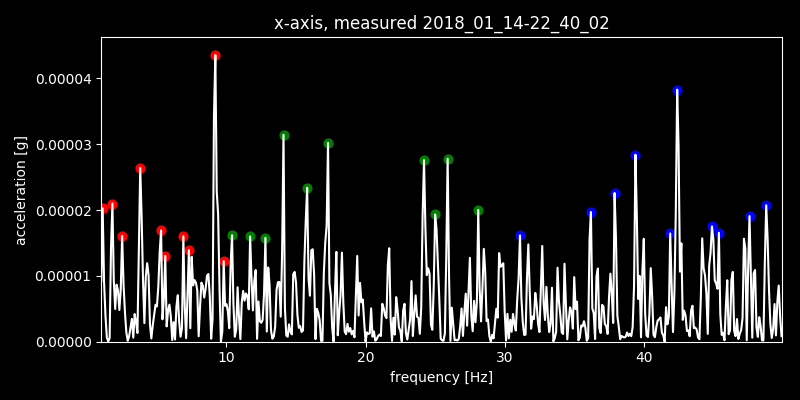 x-axis, measured 2018_01_14-22_40_02
0.00004
0.00003
0.00002
0.00001
0.00000
acceleration [g]
10 20 30 40
frequency [Hz]